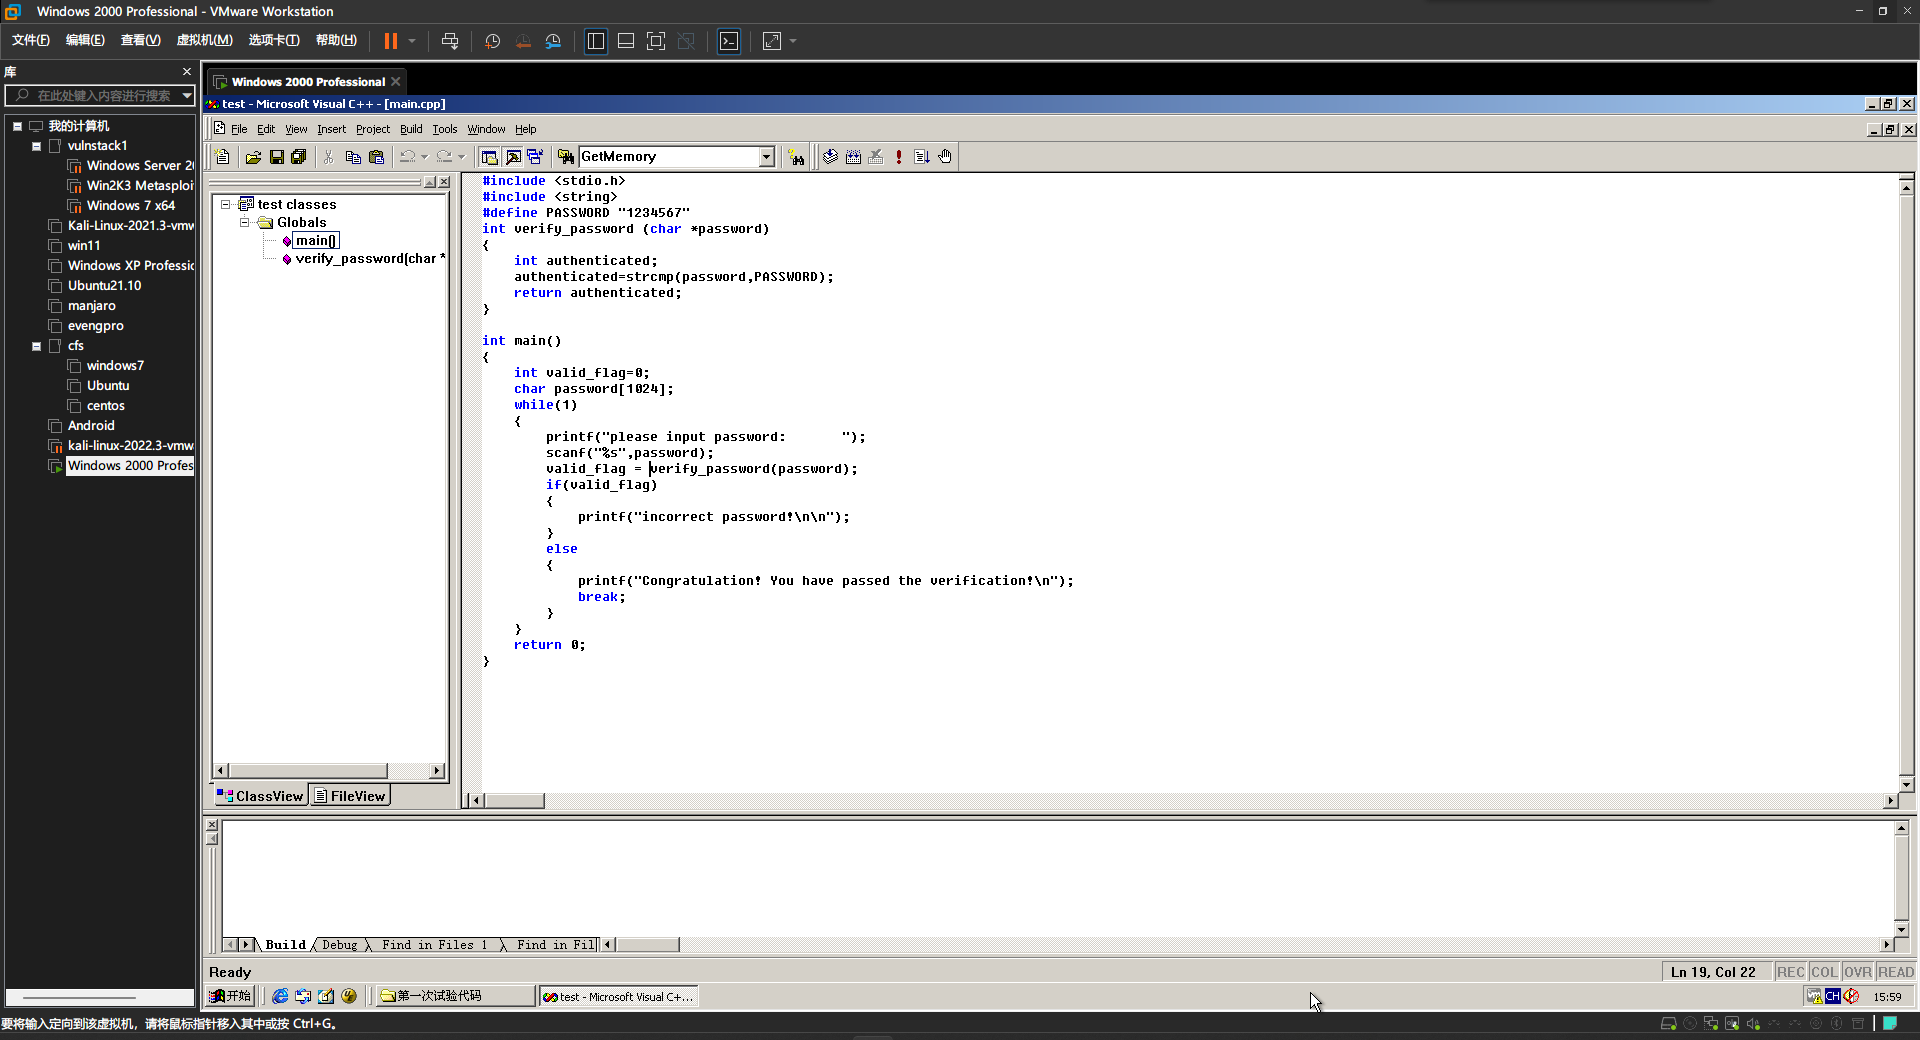 Windows 2000 Professional - VMware Workstation
文件(F) 编辑(E) 查看(V) 虚拟机(M) 选项卡(T) 帮助(H)
库
在此处键入内容进行搜索
我的计算机
vulnstack1
Windows Server 2
Win2K3 Metasploi
Windows 7 x64
Kali-Linux-2021.3-vmw
win11
Windows XP Professic
Ubuntu21.10
manjaro
evengpro
cfs
windows7
Ubuntu
centos
Android
kali-linux-2022.3-vmw
Windows 2000 Profes
Windows 2000 Professional
test - Microsoft Visual C++ - [main.cpp]
File Edit View Insert Project Build Tools Window Help
GetMemory
test classes
Globals
main()
verify_password(char *
ClassView FileView
#include <stdio.h>
#include <string>
#define PASSWORD "1234567"
int verify_password (char *password)
{
int authenticated;
authenticated=strcmp(password,PASSWORD);
return authenticated;
}
int main()
{
int valid_flag=0;
char password[1024];
while(1)
{
printf("please input password:       ");
scanf("%s",password);
valid_flag = verify_password(password);
if(valid_flag)
{
printf("incorrect password!\n\n");
}
else
{
printf("Congratulation! You have passed the verification!\n");
break;
}
}
return 0;
}
Build Debug Find in Files 1 Find in Fil
Ready
Ln 19, Col 22 REC COL OVR READ
开始 第一次试验代码 test - Microsoft Visual C+... CH 15:59
要将输入定向到该虚拟机，请将鼠标指针移入其中或按 Ctrl+G。